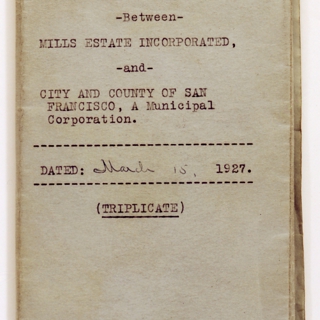 -Between-
MILLS ESTATE INCORPORATED,
-and-
CITY AND COUNTY OF SAN
FRANCISCO, A Municipal
Corporation.
DATED: March 15, 1927.
(TRIPLICATE)